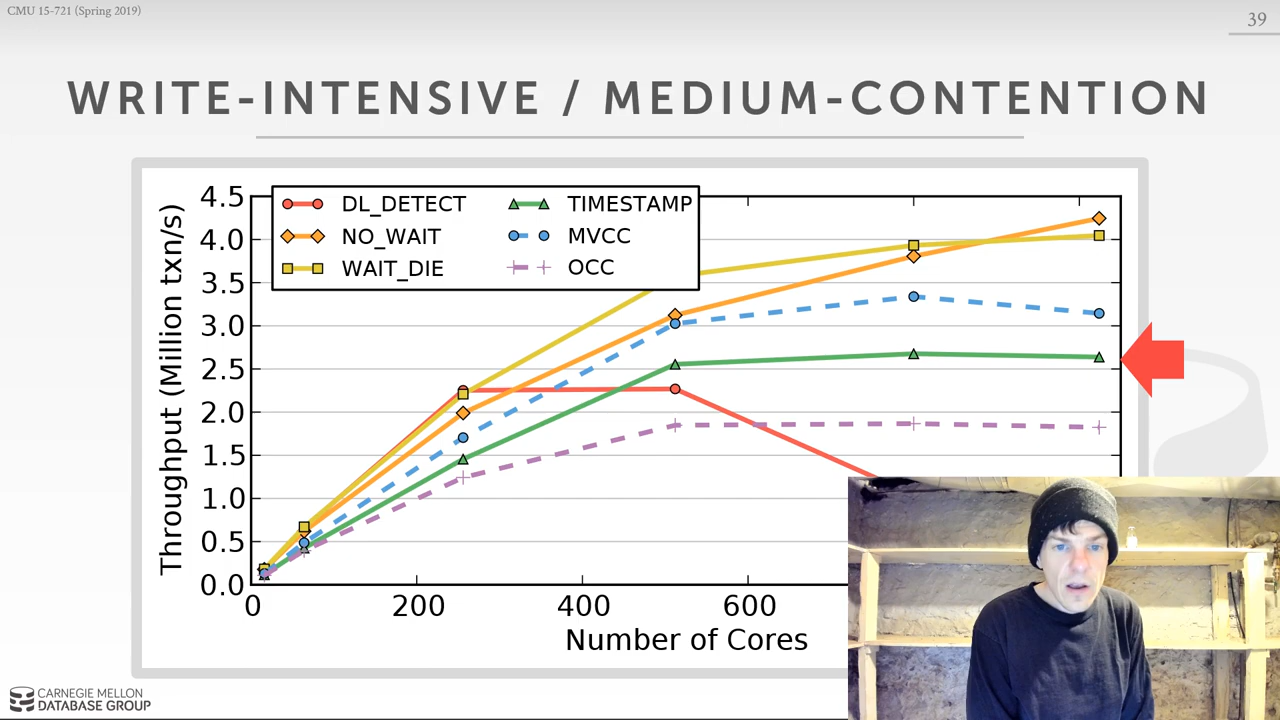 CMU 15-721 (Spring 2019)
39
WRITE-INTENSIVE / MEDIUM-CONTENTION
DL_DETECT
NO_WAIT
WAIT_DIE
TIMESTAMP
MVCC
OCC
Throughput (Million txn/s)
4.5
4.0
3.5
3.0
2.5
2.0
1.5
1.0
0.5
0.0
0
200
400
600
Number of Cores
CARNEGIE MELLON
DATABASE GROUP